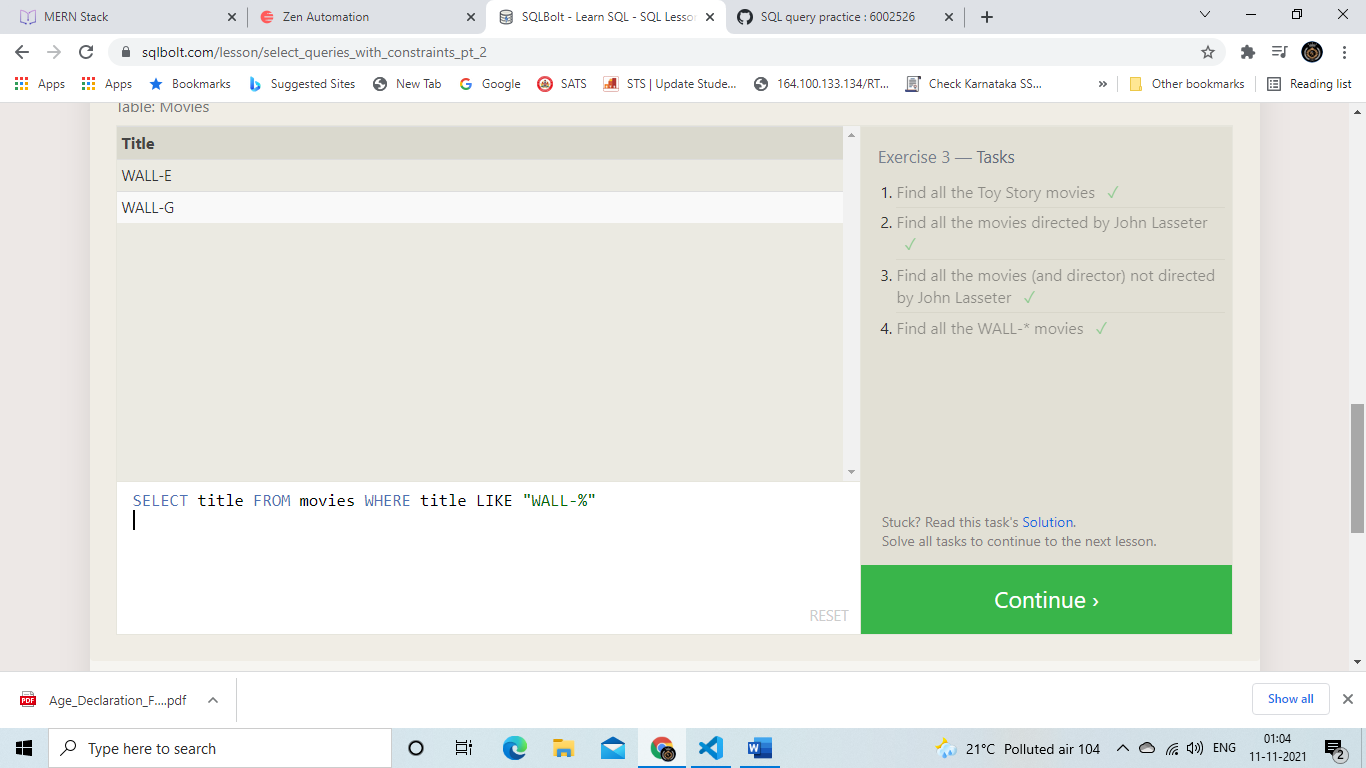 MERN Stack
Zen Automation
SQLBolt - Learn SQL - SQL Lesso
SQL query practice : 6002526
sqlbolt.com/lesson/select_queries_with_constraints_pt_2
Apps
Apps
Bookmarks
Suggested Sites
New Tab
Google
SATS
STS | Update Stude...
164.100.133.134/RT...
Check Karnataka SS...
»
Other bookmarks
Reading list
Table: Movies
Title
WALL-E
WALL-G
Exercise 3 — Tasks
1. Find all the Toy Story movies ✓
2. Find all the movies directed by John Lasseter
✓
3. Find all the movies (and director) not directed
by John Lasseter ✓
4. Find all the WALL-* movies ✓
SELECT title FROM movies WHERE title LIKE "WALL-%"
RESET
Stuck? Read this task's Solution.
Solve all tasks to continue to the next lesson.
Continue ›
PDF
Age_Declaration_F....pdf
Show all
Type here to search
21°C Polluted air 104
ENG
01:04
11-11-2021
2